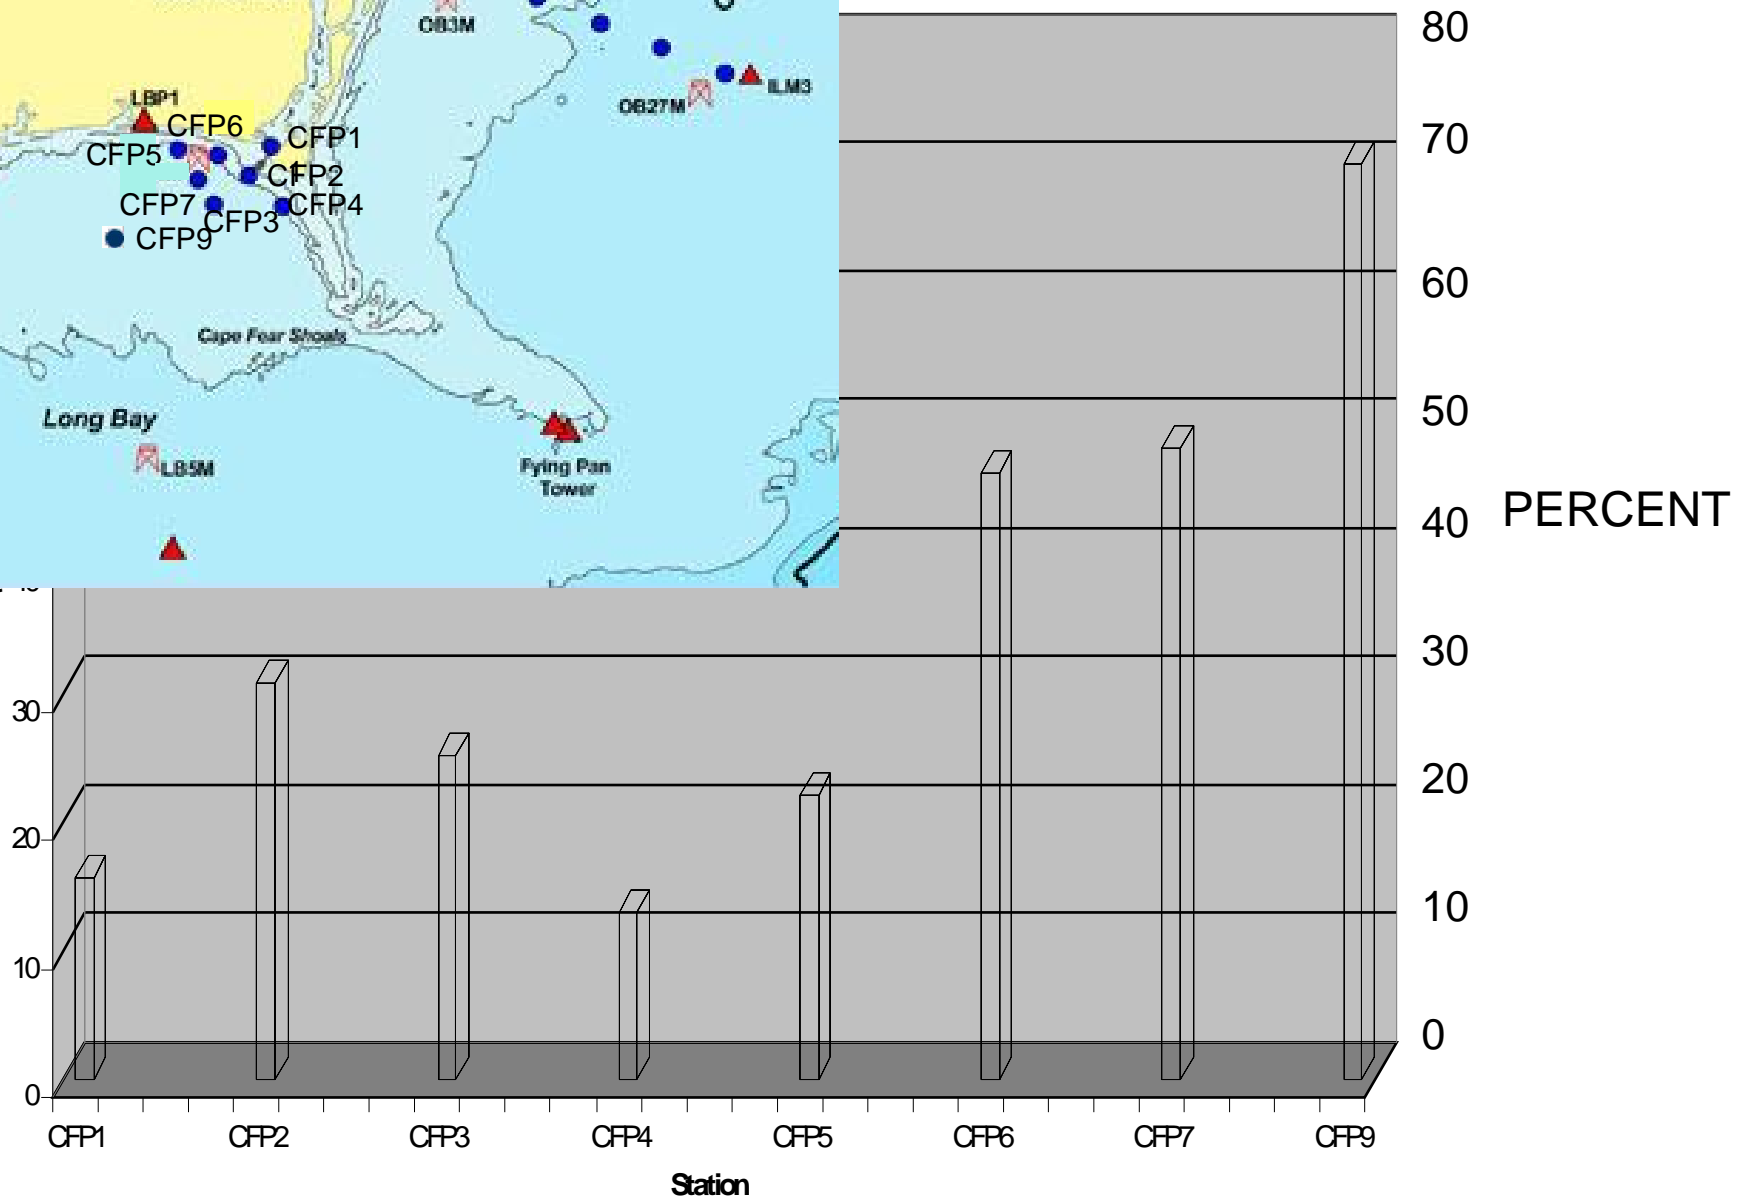 OB3M
80
ILM3
OB27M
LBP1
CFP6
CFP1
70
CFP5
CFP2
CFP7
CFP4
CFP3
CFP9
60
Cape Fear Shoals
50
Long Bay
LB5M
Fying Pan
Tower
40
PERCENT
30
30
20
20
10
10
0
0
CFP1 CFP2 CFP3 CFP4 CFP5 CFP6 CFP7 CFP9
Station